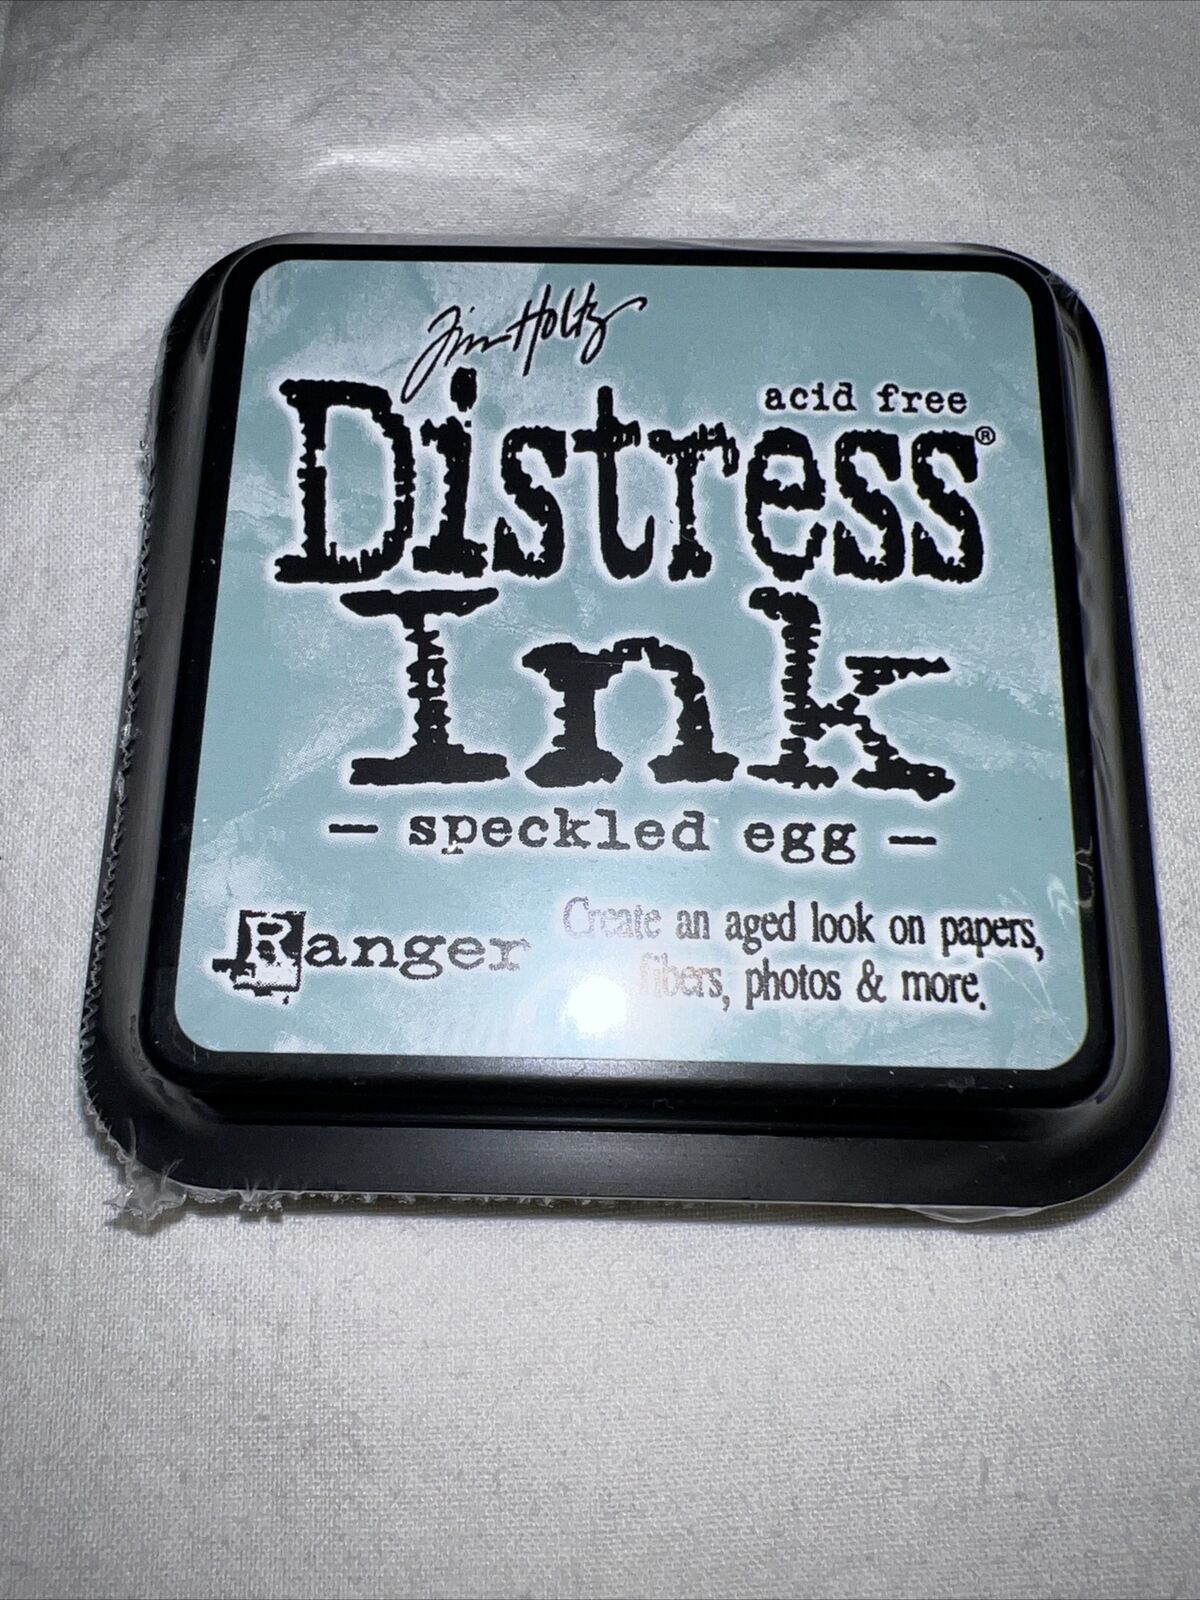 Tim Holtz
acid free
Distress®
Ink
- speckled egg -
Ranger
Create an aged look on papers,
fibers, photos & more.